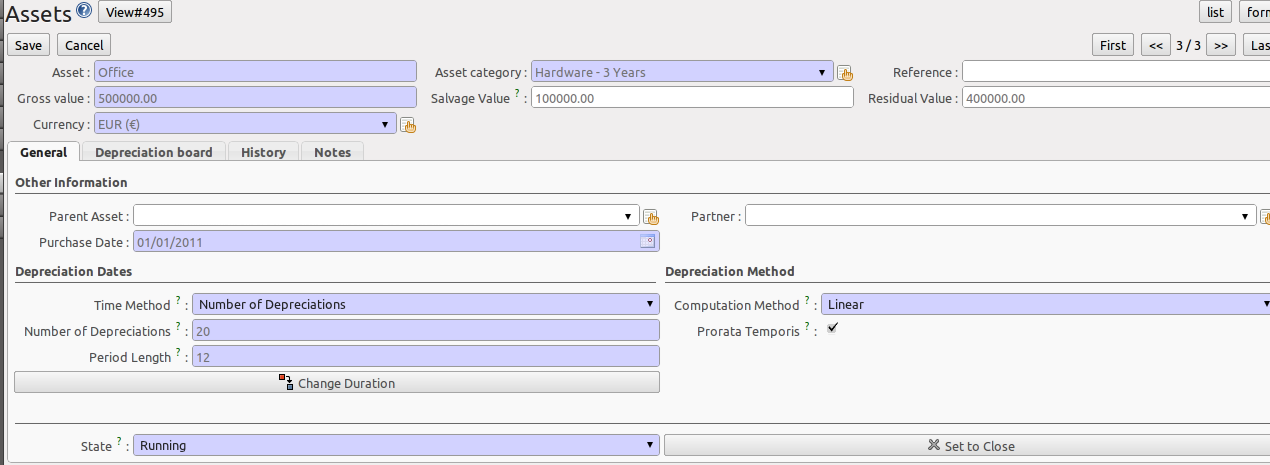 Assets ? View#495 list form
Save Cancel First << 3 / 3 >> Las
Asset : Office Asset category : Hardware - 3 Years Reference :
Gross value : 500000.00 Salvage Value ? : 100000.00 Residual Value : 400000.00
Currency : EUR (€)
General Depreciation board History Notes
Other Information
Parent Asset : Partner :
Purchase Date : 01/01/2011
Depreciation Dates Depreciation Method
Time Method ? : Number of Depreciations Computation Method ? : Linear
Number of Depreciations ? : 20 Prorata Temporis ? :
Period Length ? : 12
Change Duration
State ? : Running Set to Close